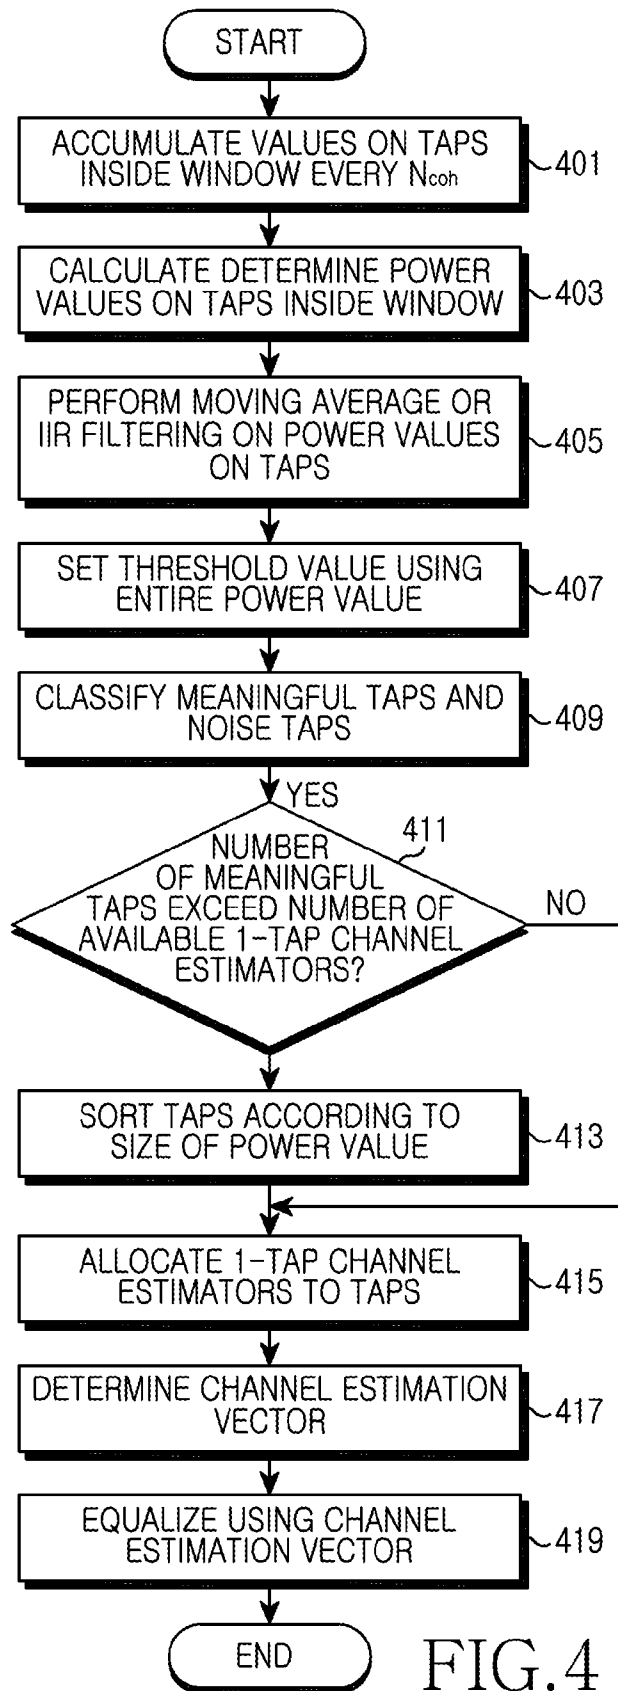 START
ACCUMULATE VALUES ON TAPS
INSIDE WINDOW EVERY Ncoh
401
CALCULATE DETERMINE POWER
VALUES ON TAPS INSIDE WINDOW
403
PERFORM MOVING AVERAGE OR
IIR FILTERING ON POWER VALUES
ON TAPS
405
SET THRESHOLD VALUE USING
ENTIRE POWER VALUE
407
CLASSIFY MEANINGFUL TAPS AND
NOISE TAPS
409
YES
411
NUMBER
OF MEANINGFUL
TAPS EXCEED NUMBER OF
AVAILABLE 1-TAP CHANNEL
ESTIMATORS?
NO
SORT TAPS ACCORDING TO
SIZE OF POWER VALUE
413
ALLOCATE 1-TAP CHANNEL
ESTIMATORS TO TAPS
415
DETERMINE CHANNEL ESTIMATION
VECTOR
417
EQUALIZE USING CHANNEL
ESTIMATION VECTOR
419
END
FIG.4